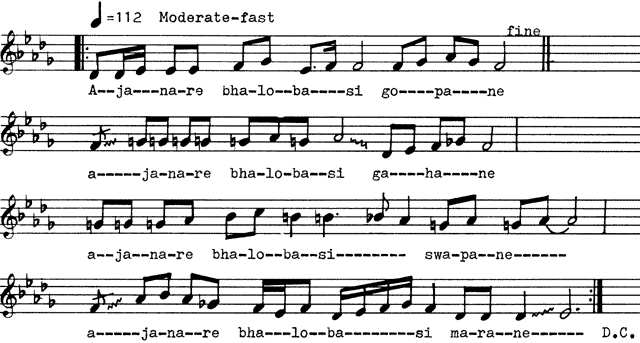 =112 Moderate-fast
fine
A--ja---na-re bha-lo--ba---si go----pa---ne
a-----ja-na-re bha-lo-ba--si ga----ha---ne
a--ja-na--re bha--lo--ba--si--------- swa-pa--ne------
a-----ja-na--re bha---lo--ba--------si ma-ra--ne------ D.C.